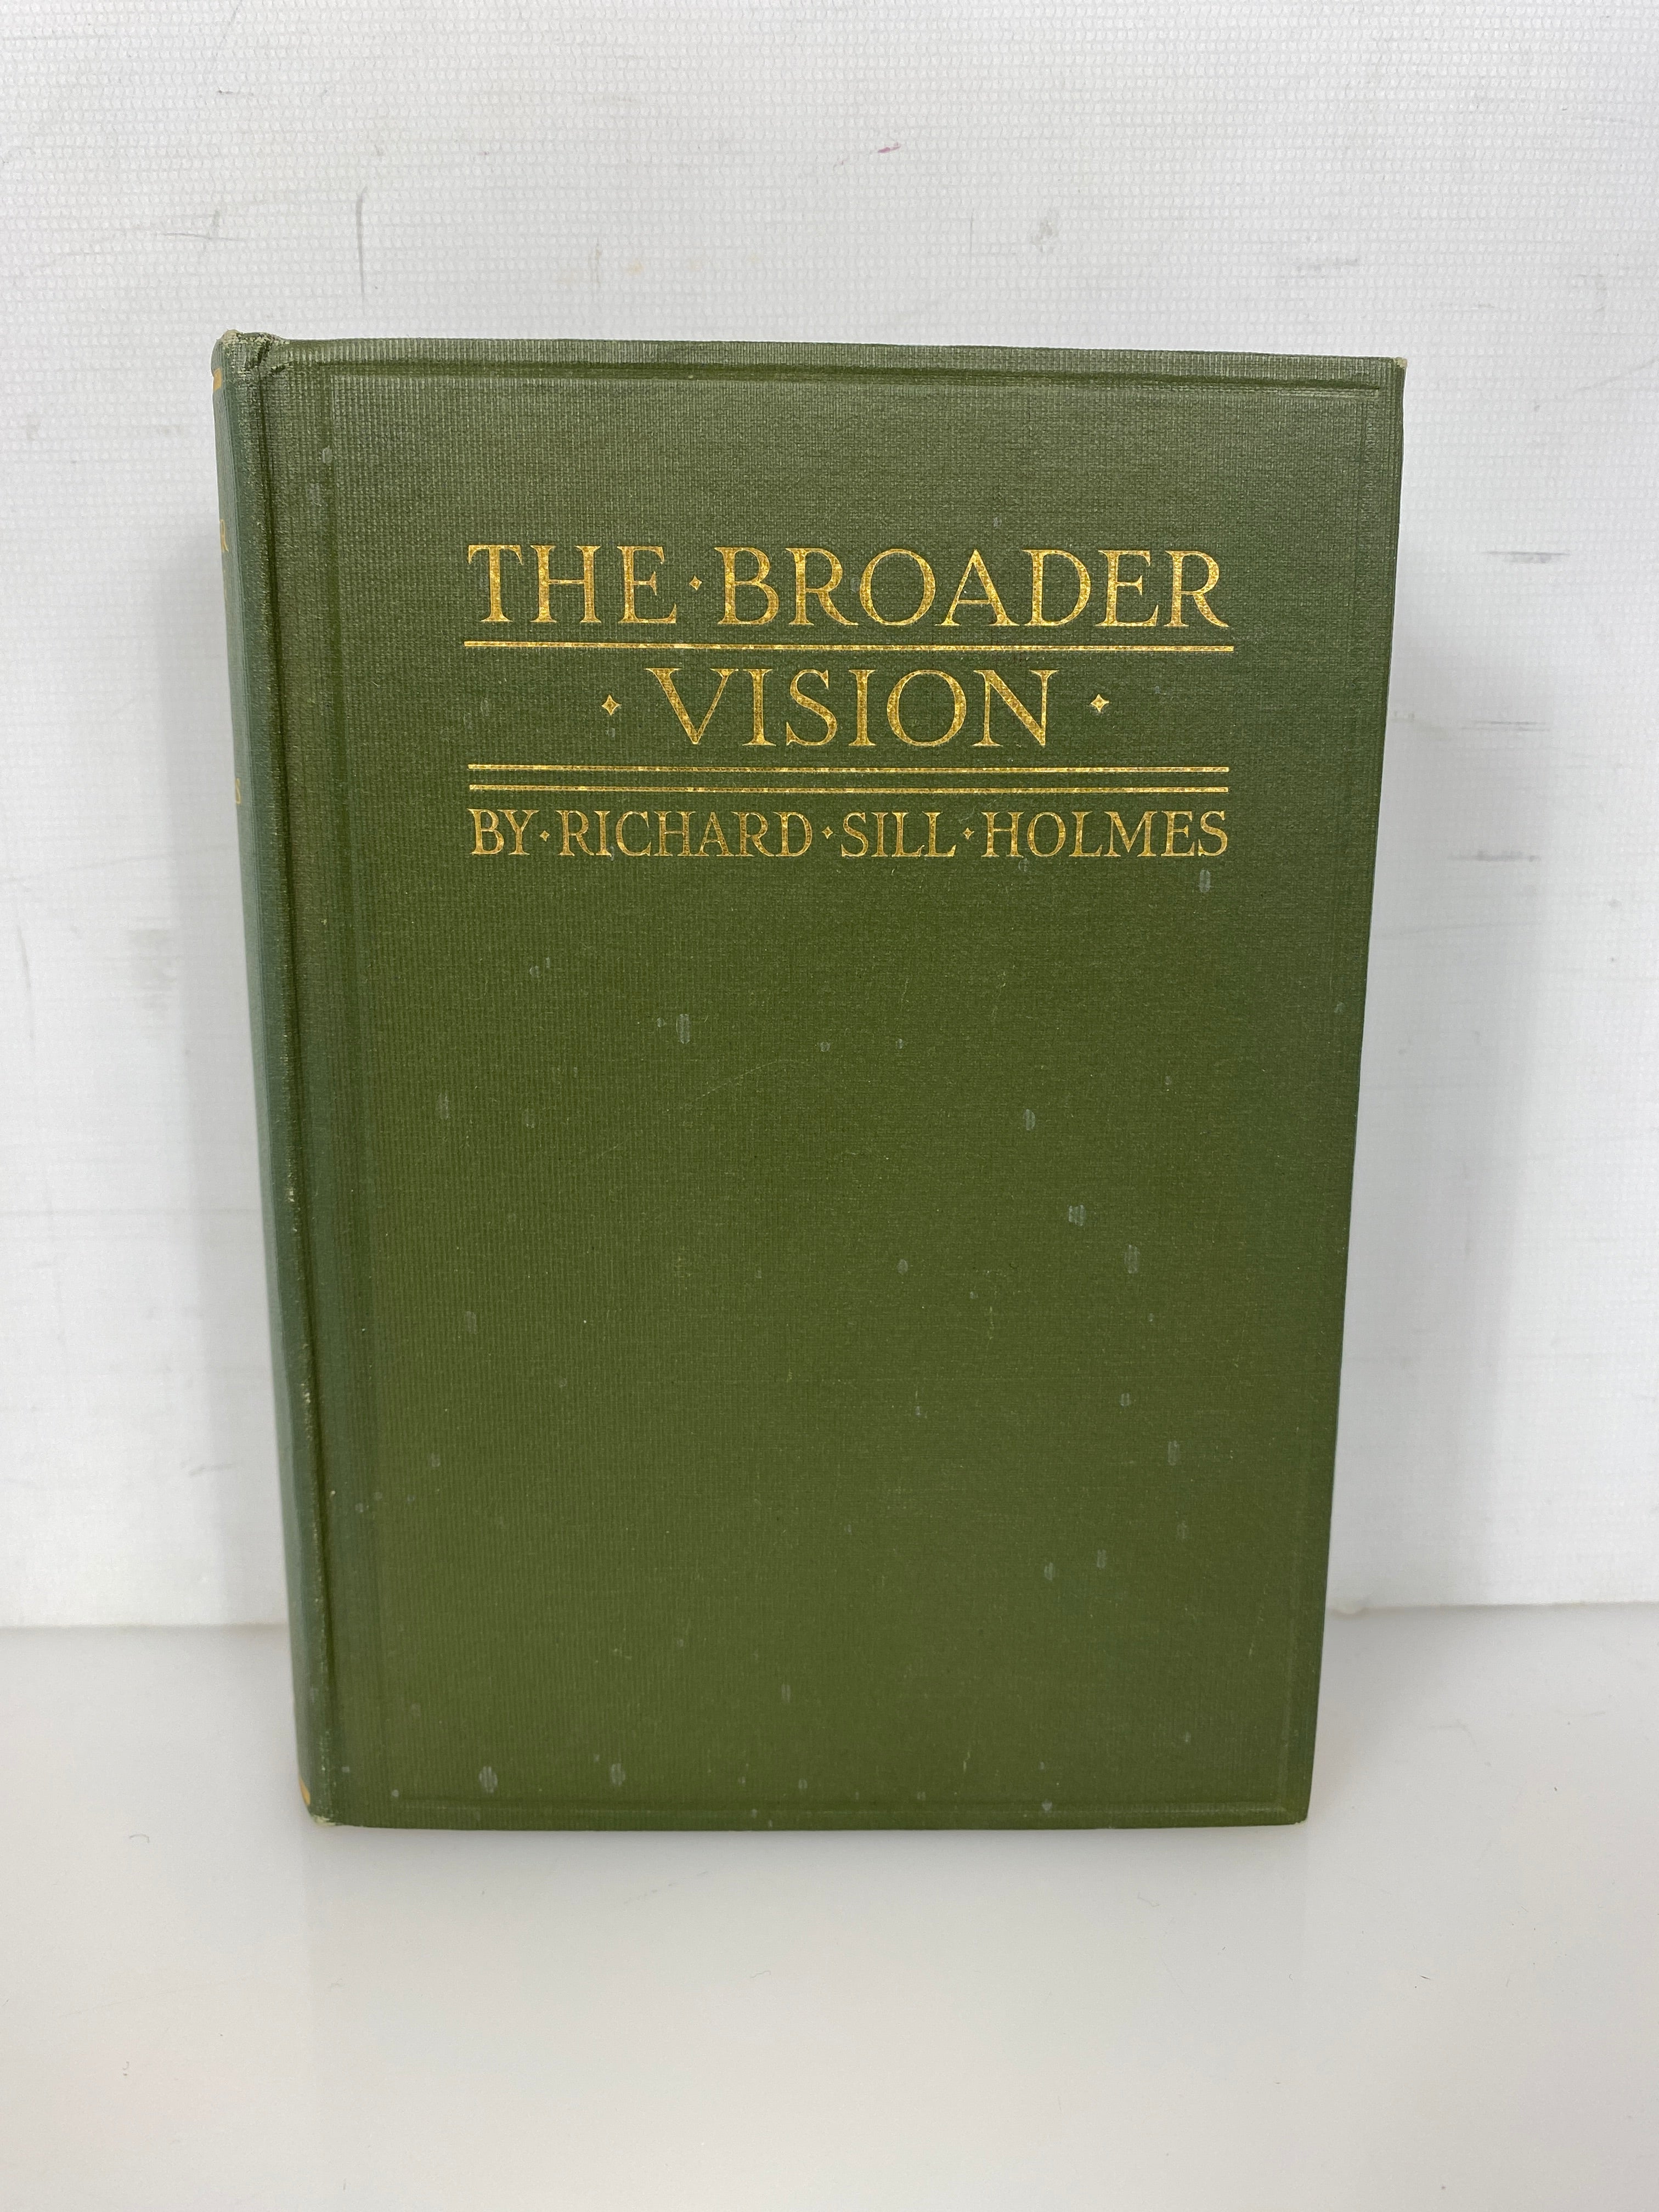 THE·BROADER
·VISION·
BY·RICHARD·SILL·HOLMES